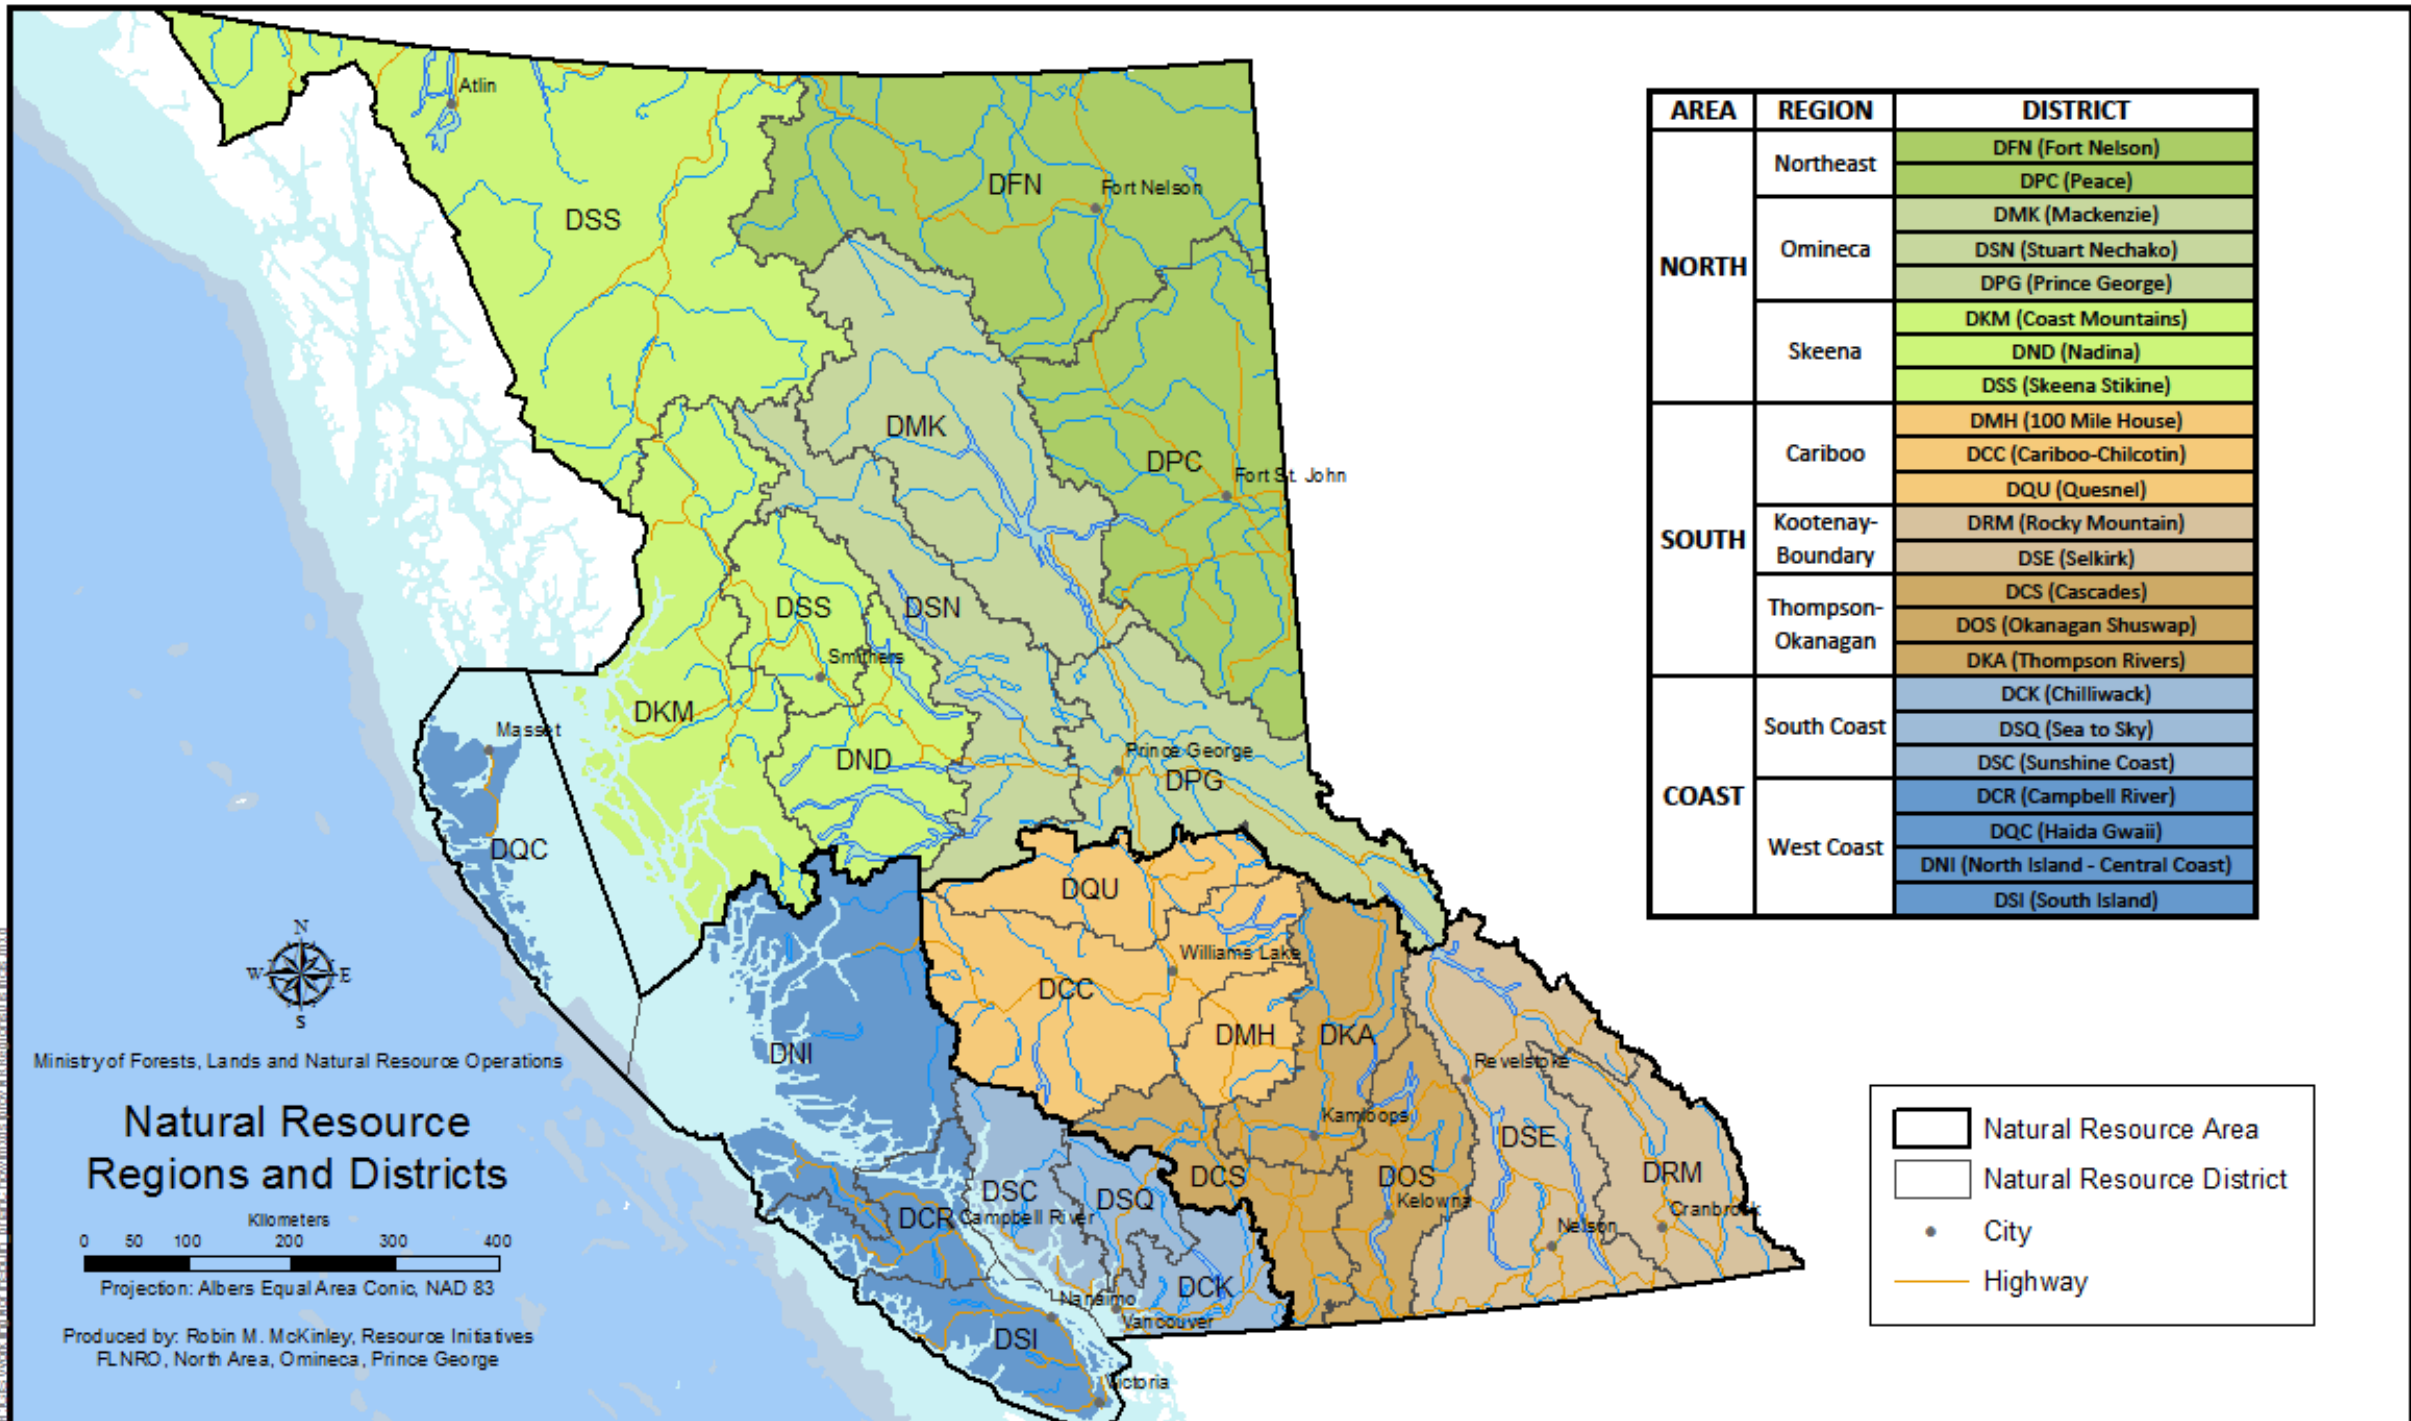 Atlin
DSS
DFN
Fort Nelson
DMK
DPC
Fort St. John
DSS
DSN
Smithers
DKM
Masset
DND
Prince George
DPG
DQC
DQU
Williams Lake
DCC
DMH
DKA
DNI
Revelstoke
Kamloops
DSE
DCS
DOS
DRM
DSC
DSQ
Kelowna
Cranbrook
DCR
Campbell River
Nelson
DCK
Nanaimo
Vancouver
DSI
Victoria
N
W
E
S
Ministry of Forests, Lands and Natural Resource Operations
Natural Resource
Regions and Districts
Kilometers
0 50 100 200 300 400
Projection: Albers Equal Area Conic, NAD 83
Produced by: Robin M. McKinley, Resource Initiatives
FLNRO, North Area, Omineca, Prince George
AREA REGION DISTRICT
NORTH
Northeast
DFN (Fort Nelson)
DPC (Peace)
Omineca
DMK (Mackenzie)
DSN (Stuart Nechako)
DPG (Prince George)
Skeena
DKM (Coast Mountains)
DND (Nadina)
DSS (Skeena Stikine)
SOUTH
Cariboo
DMH (100 Mile House)
DCC (Cariboo-Chilcotin)
DQU (Quesnel)
Kootenay-
Boundary
DRM (Rocky Mountain)
DSE (Selkirk)
Thompson-
Okanagan
DCS (Cascades)
DOS (Okanagan Shuswap)
DKA (Thompson Rivers)
COAST
South Coast
DCK (Chilliwack)
DSQ (Sea to Sky)
DSC (Sunshine Coast)
West Coast
DCR (Campbell River)
DQC (Haida Gwaii)
DNI (North Island - Central Coast)
DSI (South Island)
Natural Resource Area
Natural Resource District
City
Highway